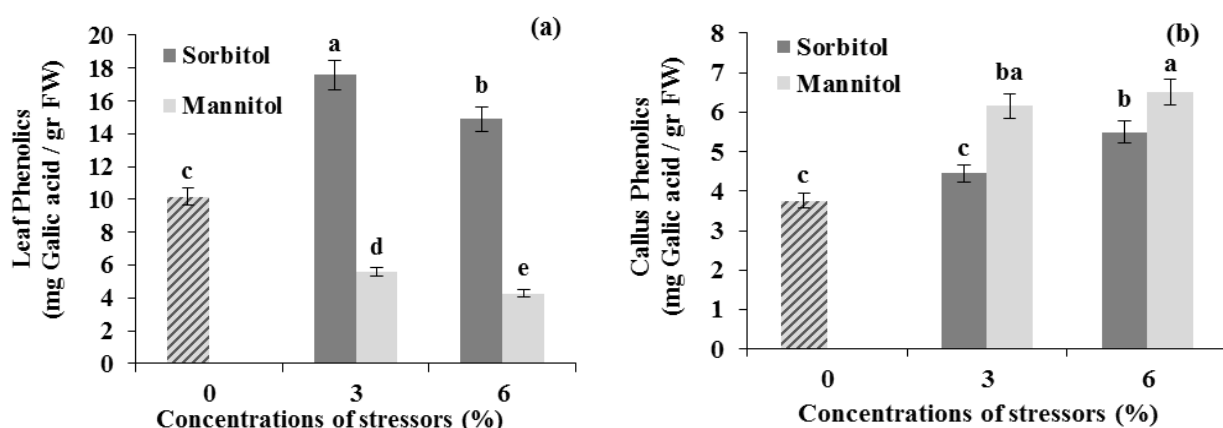 (a)
Leaf Phenolics
(mg Galic acid / gr FW)
20
18
16
14
12
10
8
6
4
2
0
Sorbitol
Mannitol
c
a
d
b
e
0
3
6
Concentrations of stressors (%)
(b)
Callus Phenolics
(mg Galic acid / gr FW)
8
7
6
5
4
3
2
1
0
Sorbitol
Mannitol
c
c
ba
b
a
0
3
6
Concentrations of stressors (%)